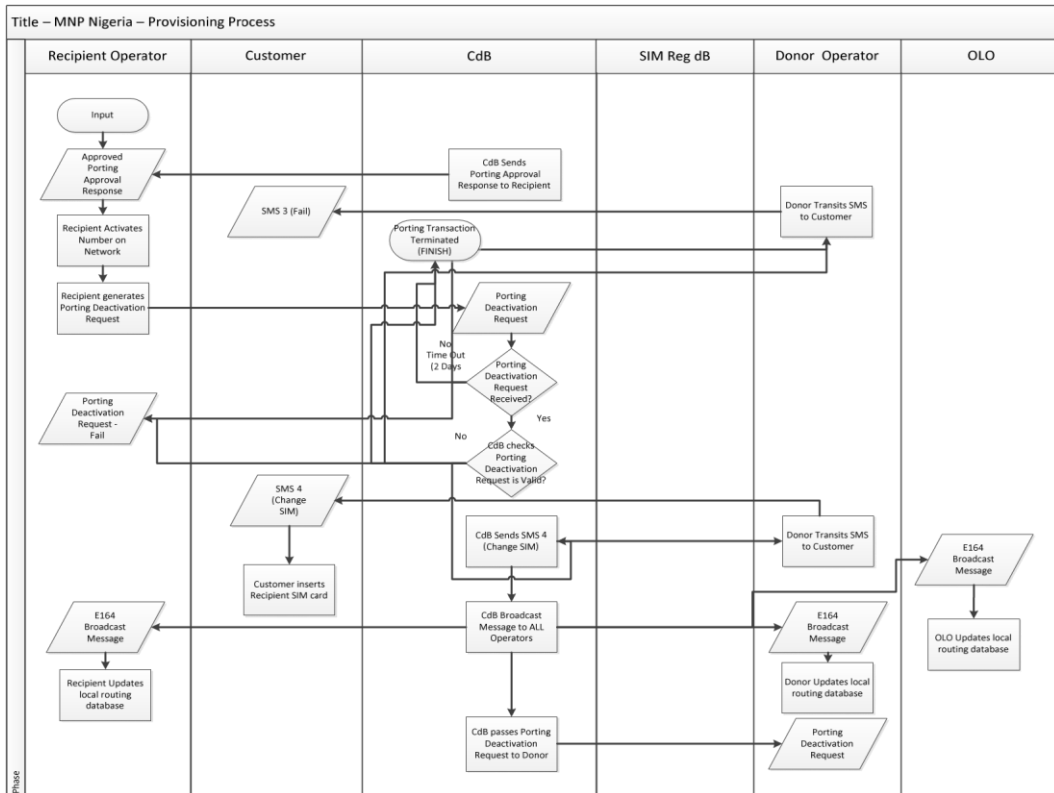 Title – MNP Nigeria – Provisioning Process
Recipient Operator
Customer
CdB
SIM Reg dB
Donor Operator
OLO
Input
Approved
Porting
Approval
Response
CdB Sends
Porting Approval
Response to Recipient
SMS 3 (Fail)
Donor Transits SMS
to Customer
Recipient Activates
Number on
Network
Porting Transaction
Terminated
(FINISH)
Recipient generates
Porting Deactivation
Request
Porting
Deactivation
Request
No
Time Out
(2 Days
Porting
Deactivation
Request
Received?
Porting
Deactivation
Request -
Fail
Yes
No
CdB checks
Porting
Deactivation
Request is Valid?
SMS 4
(Change
SIM)
CdB Sends SMS 4
(Change SIM)
Donor Transits SMS
to Customer
E164
Broadcast
Message
Customer inserts
Recipient SIM card
E164
Broadcast
Message
CdB Broadcast
Message to ALL
Operators
E164
Broadcast
Message
OLO Updates local
routing database
Recipient Updates
local routing
database
Donor Updates local
routing database
CdB passes Porting
Deactivation
Request to Donor
Porting
Deactivation
Request
Phase